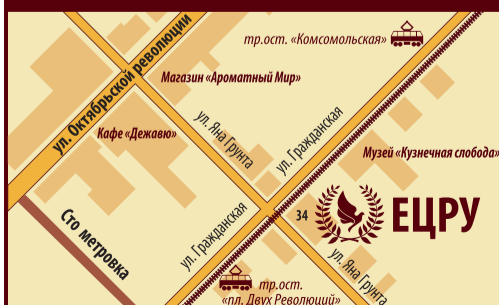 тр.ост. «Комсомольская»
ул. Октябрьской революции
Магазин «Ароматный Мир»
ул. Яна Грунта
ул. Гражданская
Кафе «Дежавю»
Музей «Кузнечная слобода»
Сто метровка
ул. Гражданская
34
ЕЦРУ
ул. Яна Грунта
тр.ост.
«пл. Двух Революций»